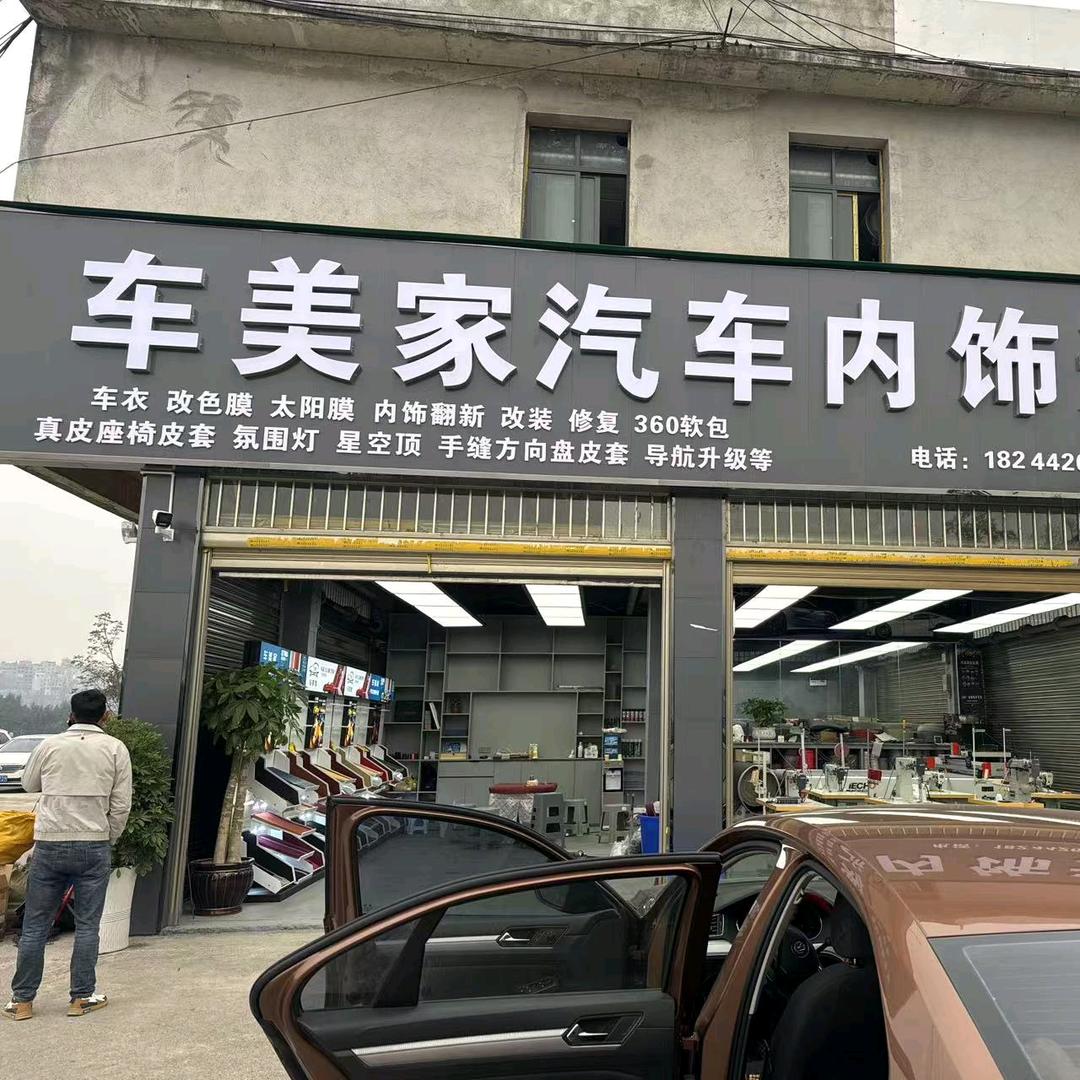 车美家汽车内饰
车衣 改色膜 太阳膜 内饰翻新 改装 修复 360软包
真皮座椅皮套 氛围灯 星空顶 手缝方向盘皮套 导航升级等
电话：18244420